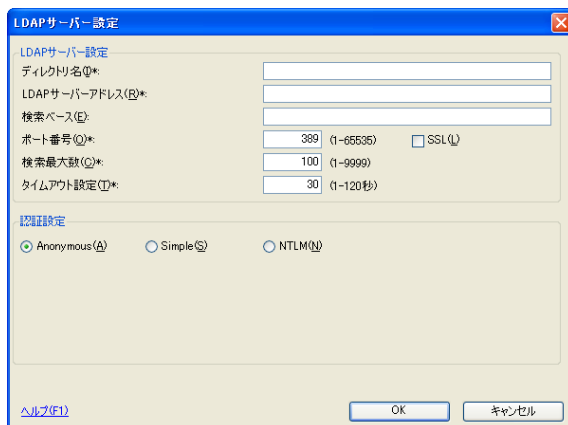 LDAPサーバー設定
LDAPサーバー設定
ディレクトリ名(I)*:
LDAPサーバーアドレス(R)*:
検索ベース(E):
ポート番号(O)*: 389 (1-65535) SSL(L)
検索最大数(C)*: 100 (1-9999)
タイムアウト設定(T)*: 30 (1-120秒)
認証設定
Anonymous(A) Simple(S) NTLM(N)
ヘルプ(F1) OK キャンセル